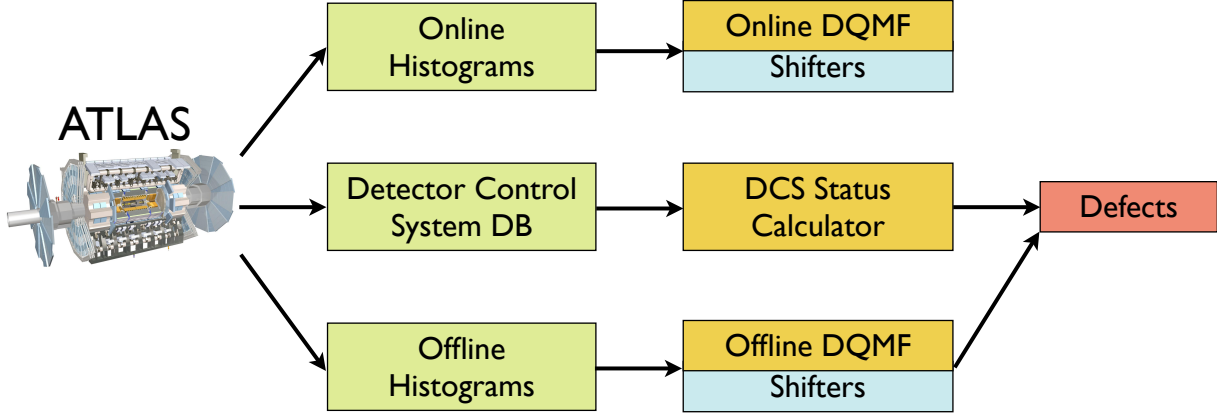 ATLAS
Online
Histograms
Online DQMF
Shifters
Detector Control
System DB
DCS Status
Calculator
Defects
Offline
Histograms
Offline DQMF
Shifters